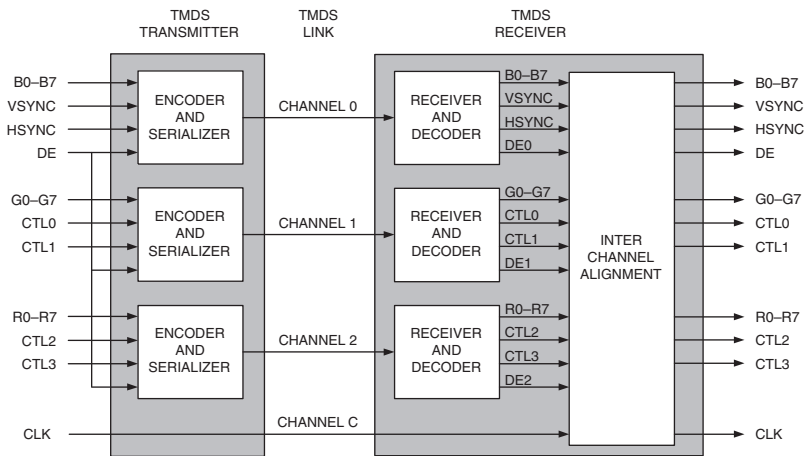 TMDS
TRANSMITTER
TMDS
LINK
TMDS
RECEIVER
B0–B7
VSYNC
HSYNC
DE
ENCODER
AND
SERIALIZER
CHANNEL 0
RECEIVER
AND
DECODER
B0–B7
VSYNC
HSYNC
DE0
B0–B7
VSYNC
HSYNC
DE
G0–G7
CTL0
CTL1
ENCODER
AND
SERIALIZER
CHANNEL 1
RECEIVER
AND
DECODER
G0–G7
CTL0
CTL1
DE1
INTER
CHANNEL
ALIGNMENT
G0–G7
CTL0
CTL1
R0–R7
CTL2
CTL3
ENCODER
AND
SERIALIZER
CHANNEL 2
RECEIVER
AND
DECODER
R0–R7
CTL2
CTL3
DE2
R0–R7
CTL2
CTL3
CLK
CHANNEL C
CLK